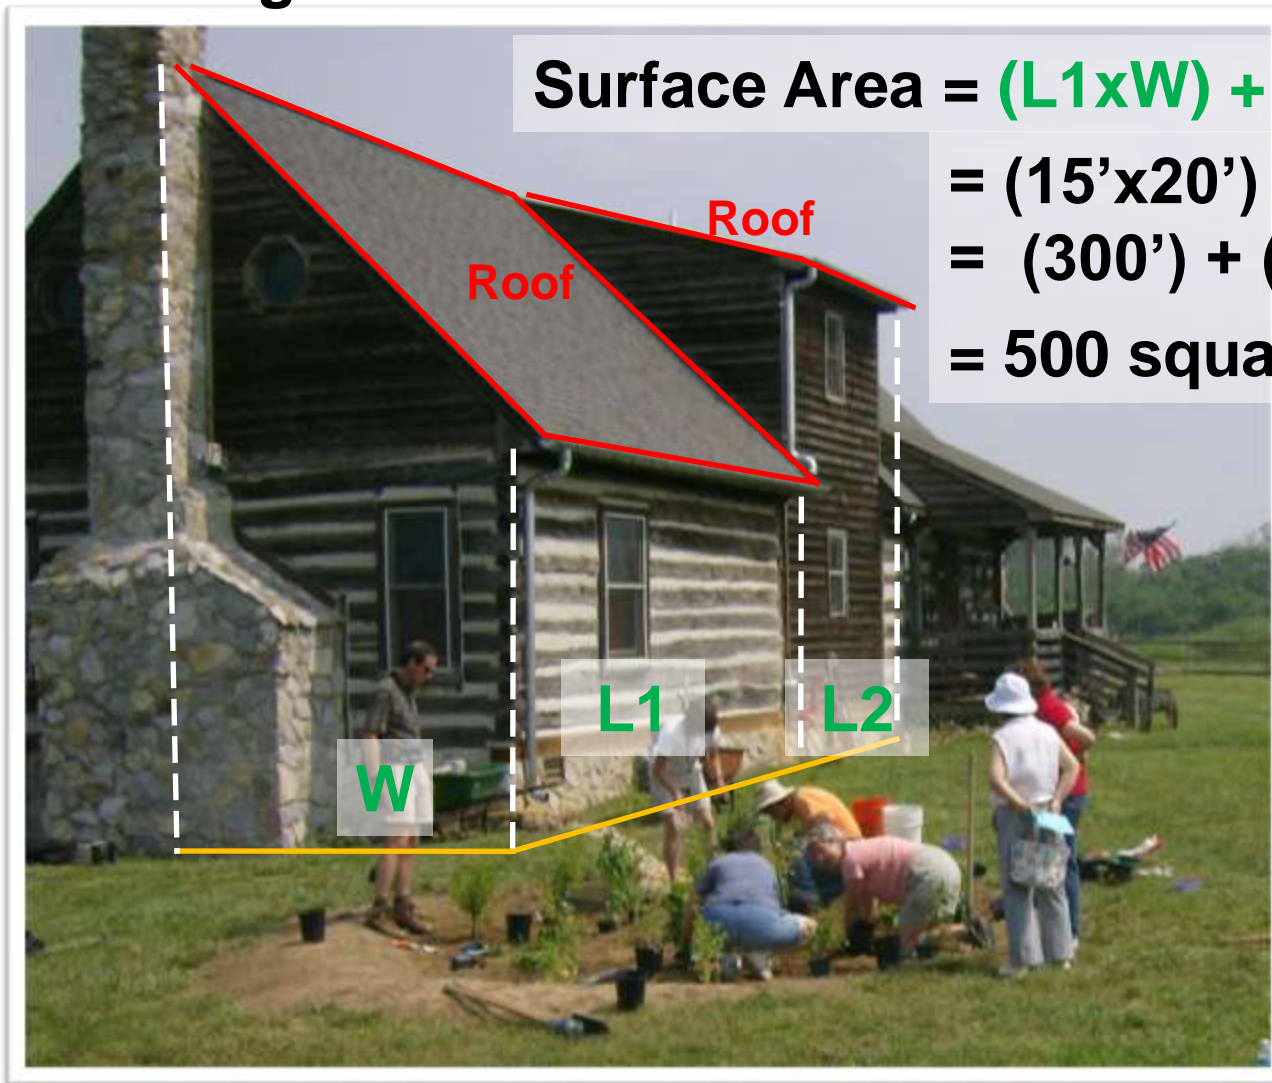 Surface Area = (L1xW) +
= (15’x20’)
= (300’) + (
= 500 squa
Roof
Roof
L1
L2
W